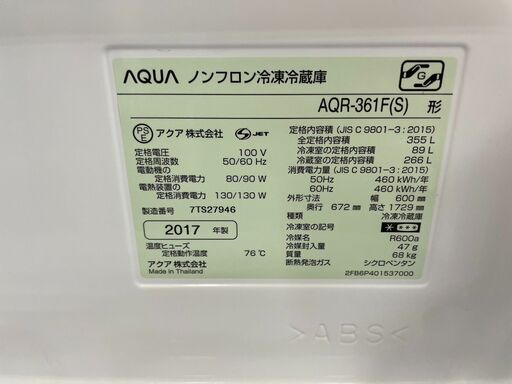 AQUA ノンフロン冷凍冷蔵庫
AQR-361F(S) 形
PSE アクア株式会社 S-JET
定格電圧 100 V
定格周波数 50/60 Hz
電動機の
定格消費電力 80/90 W
電熱装置の
定格消費電力 130/130 W
製造番号 7TS27946
2017 年製
温度ヒューズ
定格動作温度 76℃
アクア株式会社
Made in Thailand
定格内容積 (JIS C 9801-3:2015)
全定格内容積 355 L
冷凍室の定格内容積 89 L
冷蔵室の定格内容積 266 L
消費電力量 (JIS C 9801-3:2015)
50Hz 460 kWh/年
60Hz 460 kWh/年
外形寸法 幅 600 mm
奥行 672 mm 高さ 1729 mm
種類 冷凍冷蔵庫
冷凍室の記号 ****
冷媒名 R600a
冷媒封入量 47 g
質量 68 kg
断熱発泡ガス シクロペンタン
2FB6P401537000
>ABS<